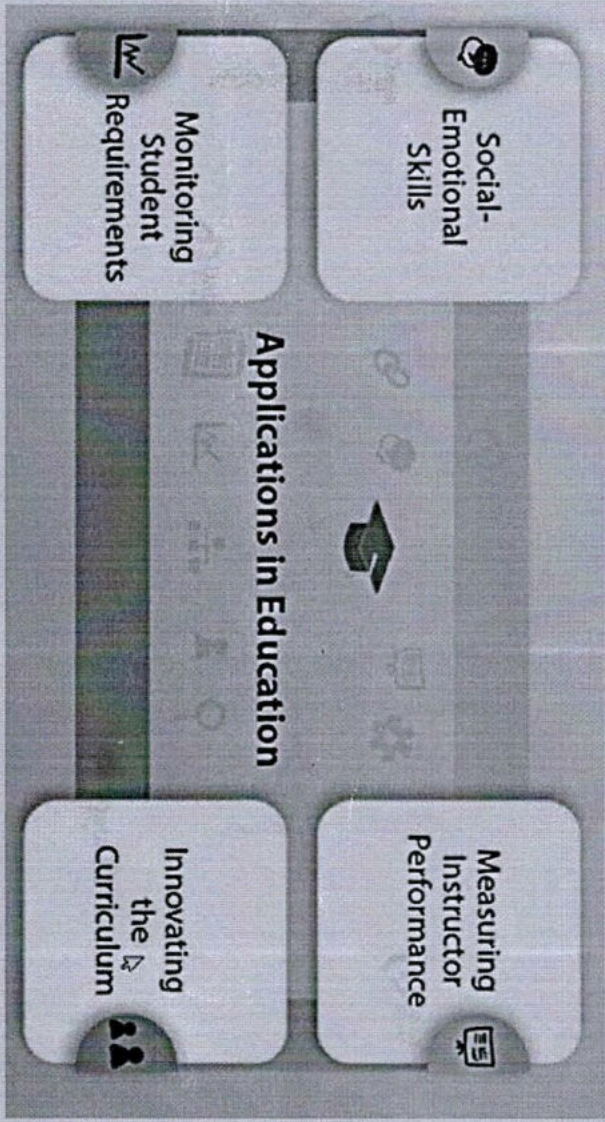 Social-
Emotional
Skills
Measuring
Instructor
Performance
Applications in Education
Monitoring
Student
Requirements
Innovating
the
Curriculum